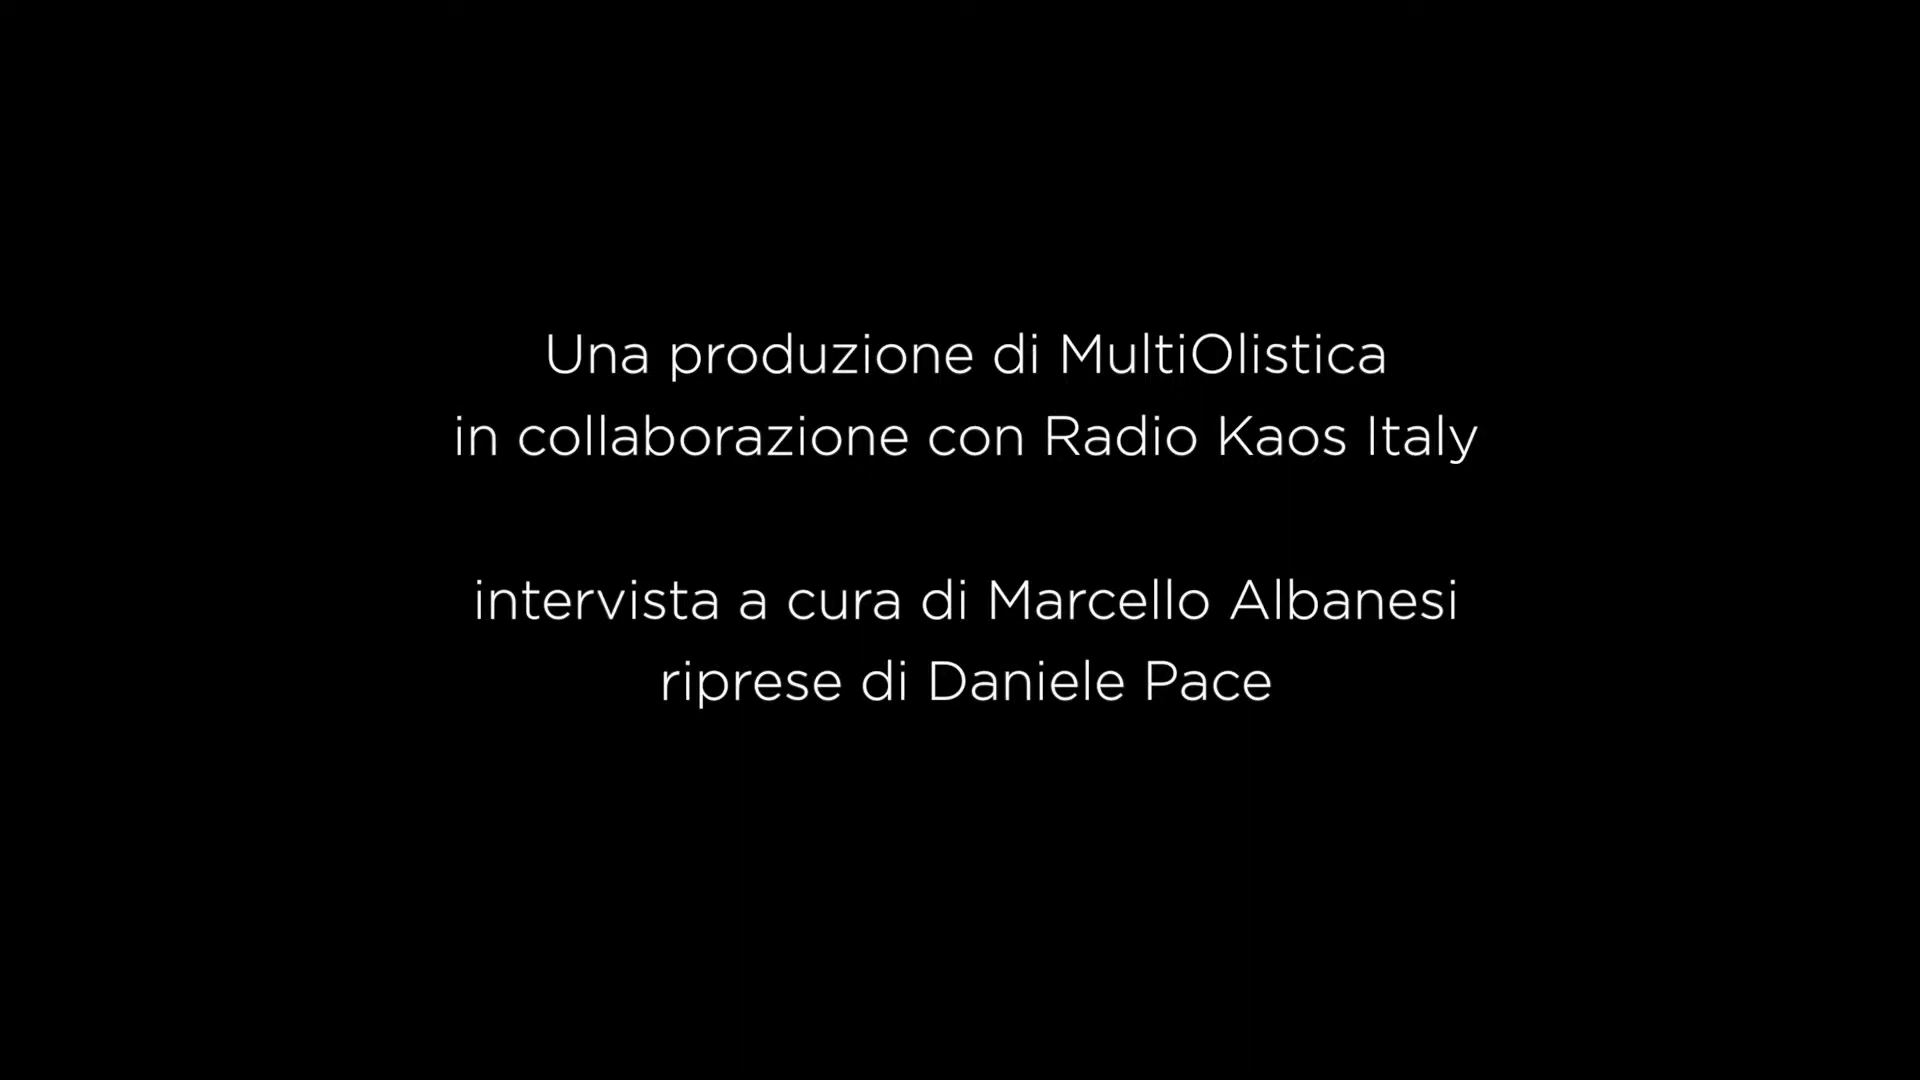 Una produzione di MultiOlistica
in collaborazione con Radio Kaos Italy
intervista a cura di Marcello Albanesi
riprese di Daniele Pace